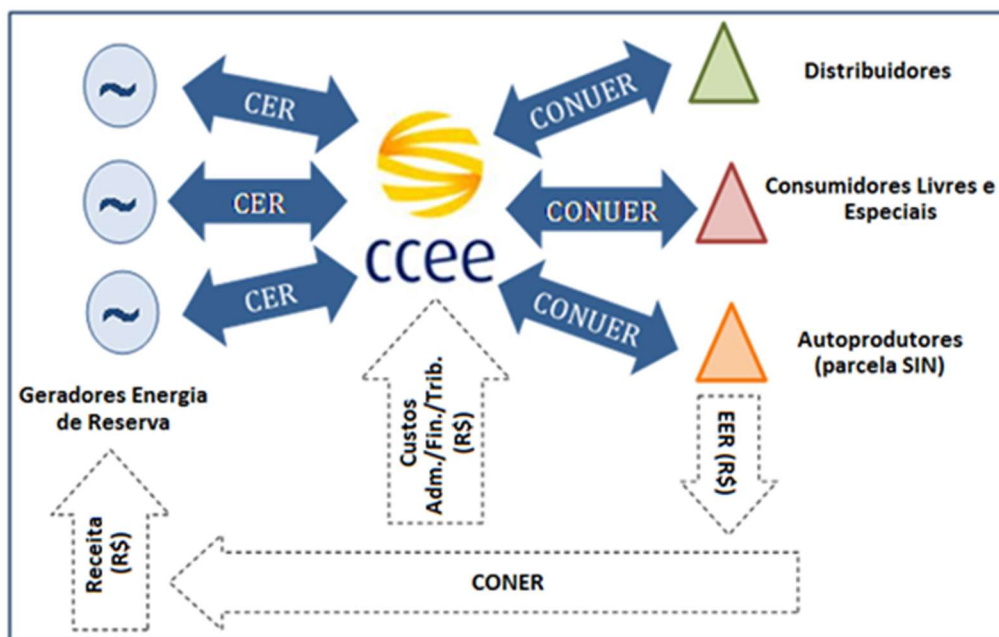 CER
CER
CER
ccee
CONUER
CONUER
CONUER
Distribuidores
Consumidores Livres e
Especiais
Autoprodutores
(parcela SIN)
Geradores Energia
de Reserva
Custos
Adm./Fin./Trib.
(R$)
EER (R$)
Receita
(R$)
CONER